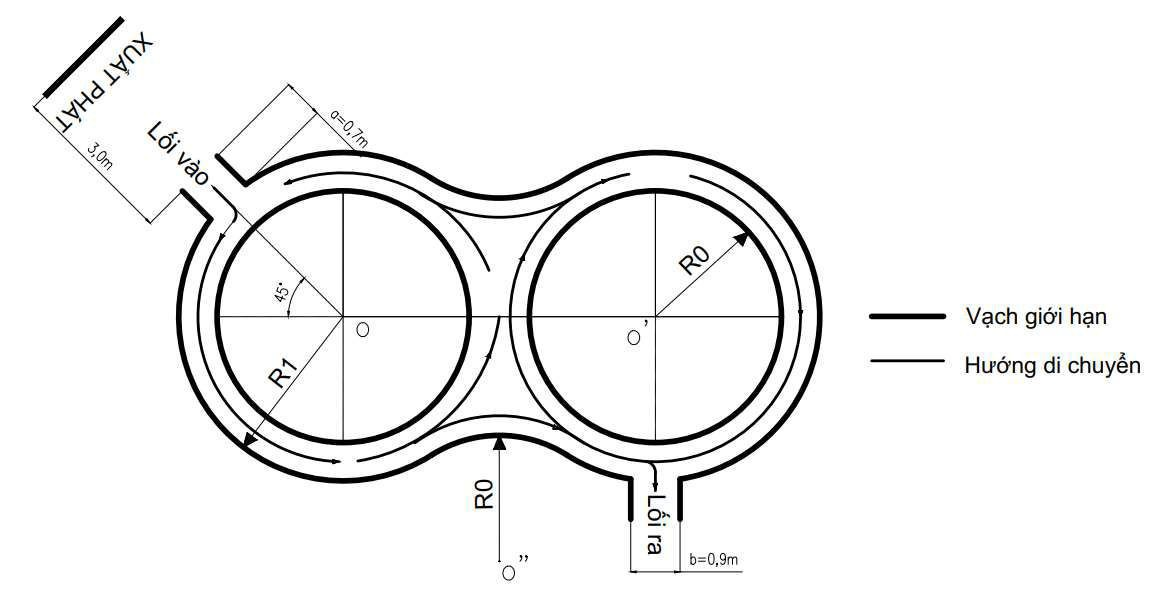 XUẤT PHÁT
3,0m
Lối vào
a=0,7m
45°
O
R1
R0
O'
R0
O''
Lối ra
b=0,9m
Vạch giới hạn
Hướng di chuyển